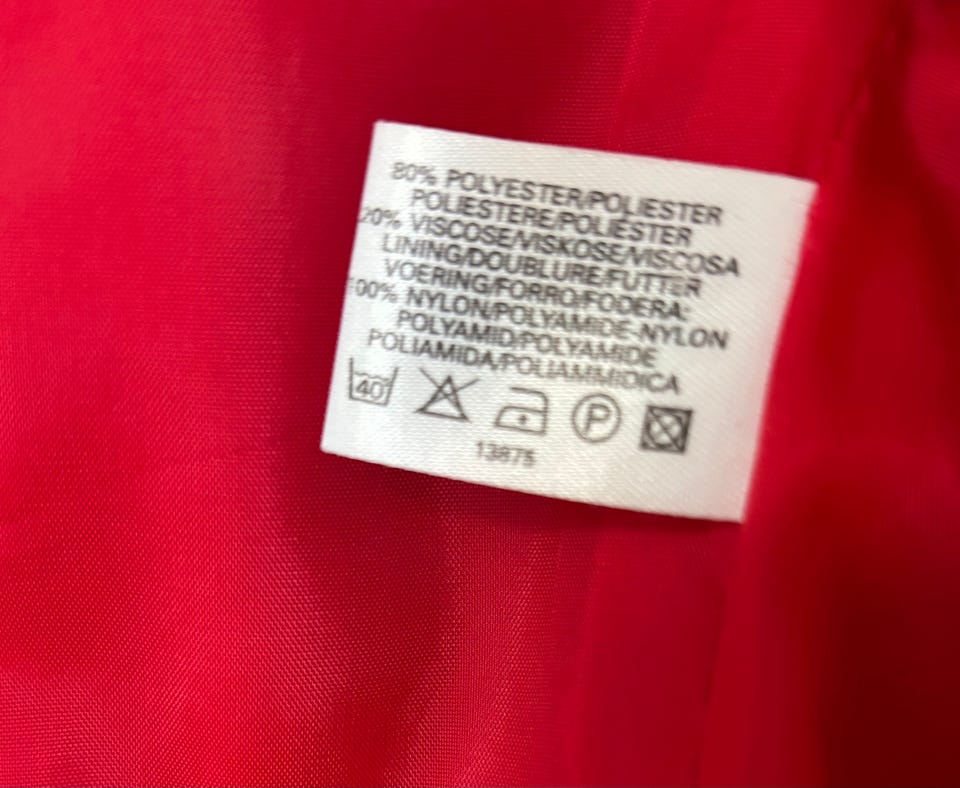 80% POLYESTER/POLIESTER
POLIESTERE/POLIESTER
20% VISCOSE/VISKOSE/VISCOSA
LINING/DOUBLURE/FUTTER
VOERING/FORRO/FODERA:
100% NYLON/POLYAMIDE-NYLON
POLYAMID/POLYAMIDE
POLIAMIDA/POLIAMMIDICA
40 P
13875